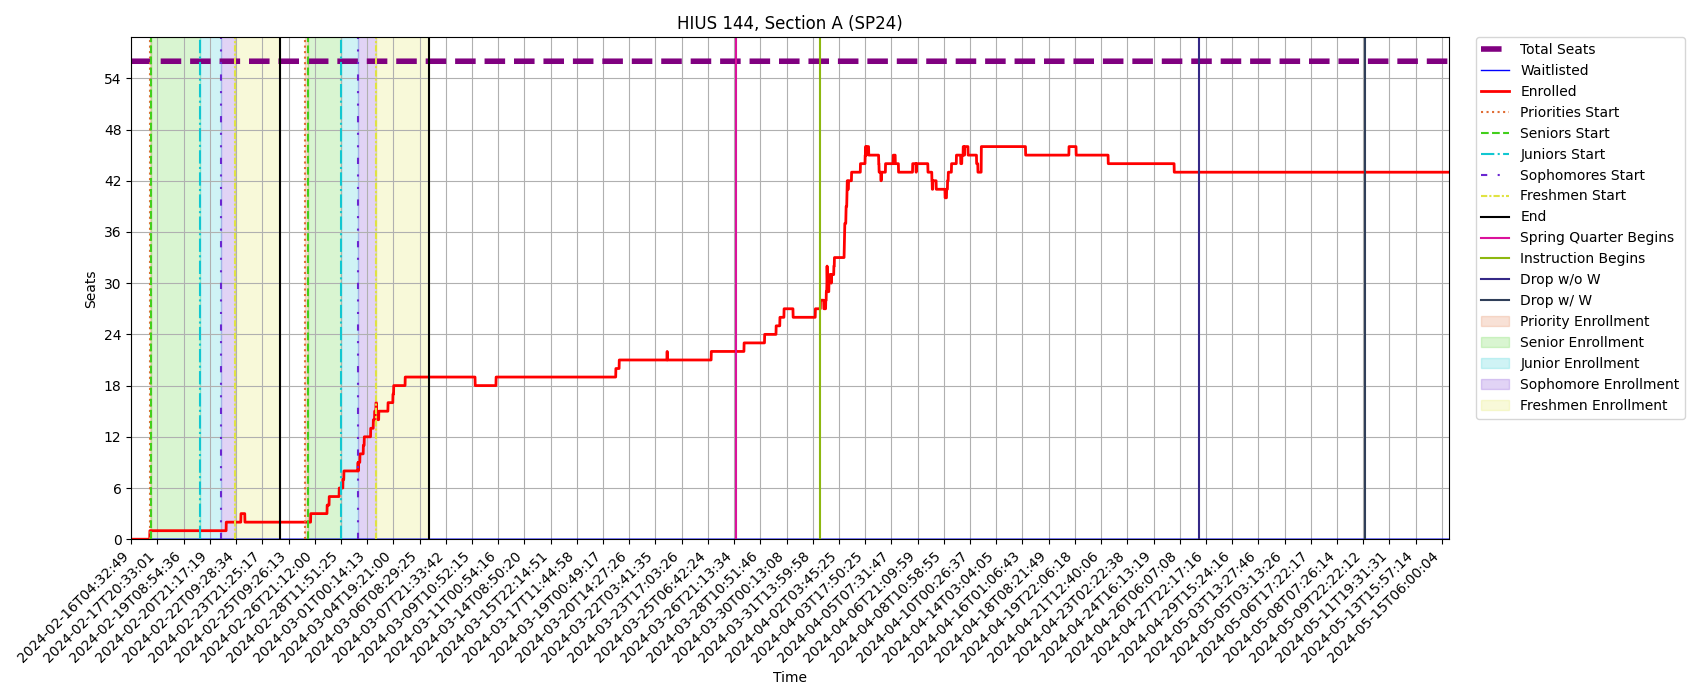 HIUS 144, Section A (SP24)
Seats
54
48
42
36
30
24
18
12
6
0
2024-02-16T04:32:49
2024-02-17T20:33:01
2024-02-19T08:54:36
2024-02-20T21:17:19
2024-02-22T09:28:34
2024-02-23T21:25:17
2024-02-25T09:26:13
2024-02-26T21:12:00
2024-02-28T11:51:25
2024-03-01T00:14:13
2024-03-04T19:21:00
2024-03-06T08:29:25
2024-03-07T21:33:42
2024-03-09T10:52:15
2024-03-11T00:54:16
2024-03-14T08:50:20
2024-03-15T22:14:51
2024-03-17T11:44:58
2024-03-19T00:49:17
2024-03-20T14:27:26
2024-03-22T03:41:35
2024-03-23T17:03:26
2024-03-25T06:42:24
2024-03-26T21:13:34
2024-03-28T10:51:46
2024-03-30T00:13:08
2024-03-31T13:59:58
2024-04-02T03:45:25
2024-04-03T17:50:25
2024-04-05T07:31:47
2024-04-06T21:09:59
2024-04-08T10:58:55
2024-04-10T00:26:37
2024-04-14T03:04:05
2024-04-16T01:06:43
2024-04-18T08:21:49
2024-04-19T22:06:18
2024-04-21T12:40:06
2024-04-23T02:22:38
2024-04-24T16:13:19
2024-04-26T06:07:08
2024-04-27T22:17:16
2024-04-29T15:24:16
2024-05-03T13:27:46
2024-05-05T03:13:26
2024-05-06T17:22:17
2024-05-08T07:26:14
2024-05-09T22:22:12
2024-05-11T19:31:31
2024-05-13T15:57:14
2024-05-15T06:00:04
Time
Total Seats
Waitlisted
Enrolled
Priorities Start
Seniors Start
Juniors Start
Sophomores Start
Freshmen Start
End
Spring Quarter Begins
Instruction Begins
Drop w/o W
Drop w/ W
Priority Enrollment
Senior Enrollment
Junior Enrollment
Sophomore Enrollment
Freshmen Enrollment